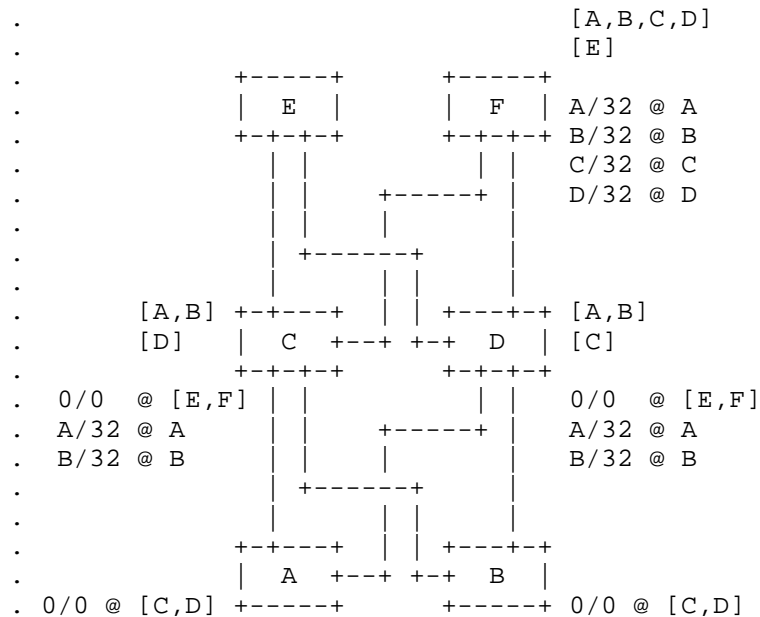 .                                     [A,B,C,D]
.                                     [E]
.               +-----+      +-----+
.               |  E  |      |  F  | A/32 @ A
.               +-+-+-+      +-+-+-+ B/32 @ B
.                 | |          | |   C/32 @ C
.                 | |    +-----+ |   D/32 @ D
.                 | |    |       |
.                 | +------+     |
.                 |      | |     |
.         [A,B] +-+---+  | | +---+-+ [A,B]
.         [D]   |  C  +--+ +-+  D  | [C]
.               +-+-+-+      +-+-+-+
.    0/0  @ [E,F] | |          | |   0/0  @ [E,F]
.    A/32 @ A     | |    +-----+ |   A/32 @ A
.    B/32 @ B     | |    |       |   B/32 @ B
.                 | +------+     |
.                 |      | |     |
.               +-+---+  | | +---+-+
.               |  A  +--+ +-+  B  |
.   0/0 @ [C,D] +-----+      +-----+ 0/0 @ [C,D]